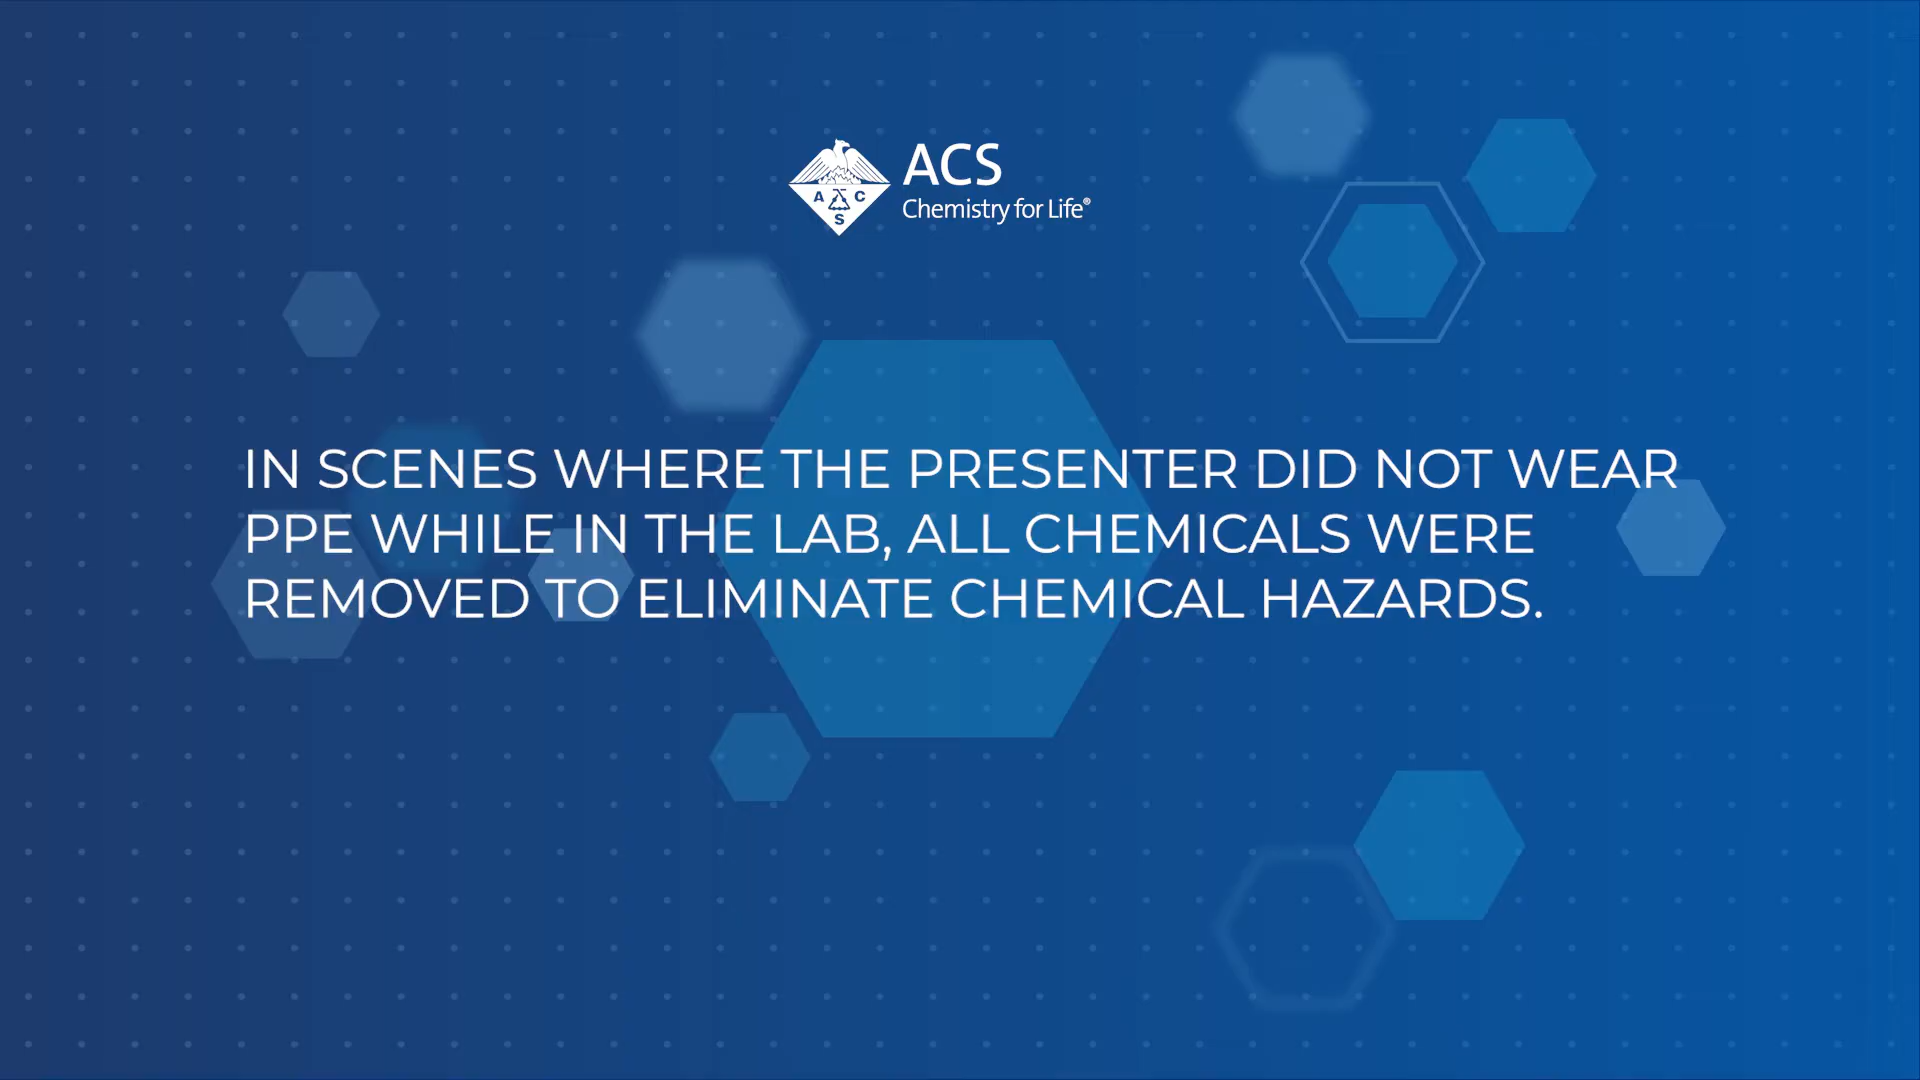 ACS
Chemistry for Life®
A C
S
IN SCENES WHERE THE PRESENTER DID NOT WEAR
PPE WHILE IN THE LAB, ALL CHEMICALS WERE
REMOVED TO ELIMINATE CHEMICAL HAZARDS.